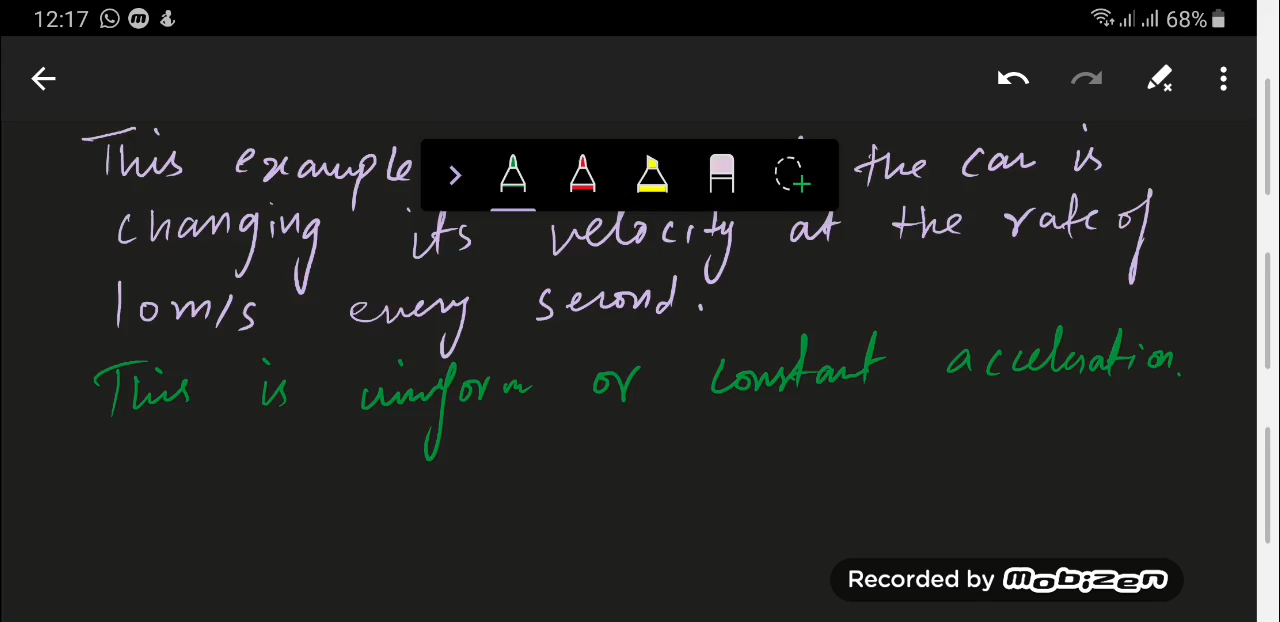 12:17 68%
This example the car is
changing its velocity at the rate of
10m/s every second.
This is uniform or constant acceleration.
Recorded by mobizen